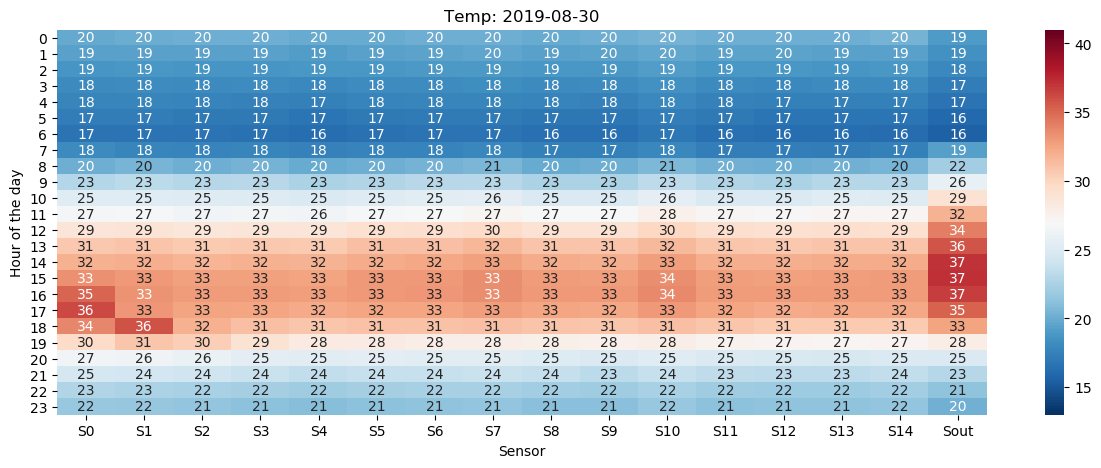 Temp: 2019-08-30
0 20 20 20 20 20 20 20 20 20 20 20 20 20 20 20 19
1 19 19 19 19 19 19 19 20 19 20 20 19 20 19 19 19
2 19 19 19 19 19 19 19 19 19 19 19 19 19 19 19 18
3 18 18 18 18 18 18 18 18 18 18 18 18 18 18 18 17
4 18 18 18 18 17 18 18 18 18 18 18 18 18 17 17 17
5 17 17 17 17 17 17 17 17 17 17 17 17 17 17 17 16
6 17 17 17 17 16 17 17 17 16 16 17 16 16 16 16 16
7 18 18 18 18 18 18 18 18 17 17 18 17 17 17 17 19
8 20 20 20 20 20 20 20 21 20 20 21 20 20 20 20 22
9 23 23 23 23 23 23 23 23 23 23 23 23 23 23 23 26
10 25 25 25 25 25 25 25 26 25 25 26 25 25 25 25 29
11 27 27 27 27 26 27 27 27 27 27 28 27 27 27 27 32
12 29 29 29 29 29 29 29 30 29 29 30 29 29 29 29 34
13 31 31 31 31 31 31 31 32 31 31 32 31 31 31 31 36
14 32 32 32 32 32 32 32 33 32 32 33 32 32 32 32 37
15 33 33 33 33 33 33 33 33 33 33 34 33 33 33 33 37
16 35 33 33 33 33 33 33 33 33 33 34 33 33 33 33 37
17 36 33 33 32 32 32 33 33 33 32 33 32 32 32 32 35
18 34 36 32 31 31 31 31 31 31 31 31 31 31 31 31 33
19 30 31 30 29 28 28 28 28 28 28 28 27 27 27 27 28
20 27 26 26 25 25 25 25 25 25 25 25 25 25 25 25 25
21 25 24 24 24 24 24 24 24 24 23 24 23 23 23 24 23
22 23 23 22 22 22 22 22 22 22 22 22 22 22 22 22 21
23 22 22 21 21 21 21 21 21 21 21 22 21 21 21 22 20
S0 S1 S2 S3 S4 S5 S6 S7 S8 S9 S10 S11 S12 S13 S14 Sout
Sensor
Hour of the day
40
35
30
25
20
15